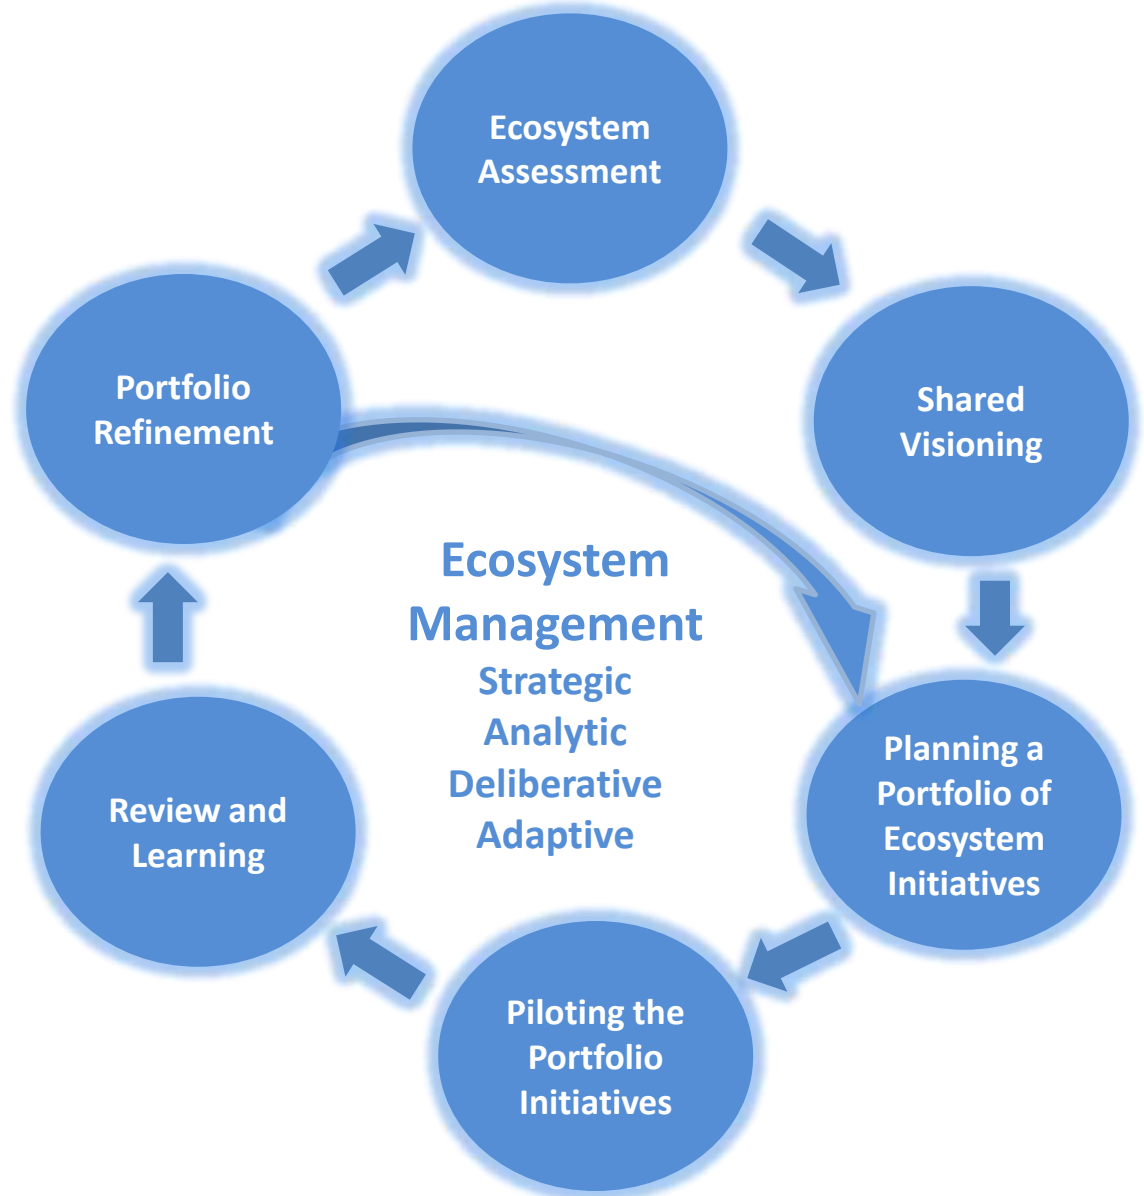 Ecosystem
Assessment
Shared
Visioning
Planning a
Portfolio of
Ecosystem
Initiatives
Piloting the
Portfolio
Initiatives
Review and
Learning
Portfolio
Refinement
Ecosystem
Management
Strategic
Analytic
Deliberative
Adaptive